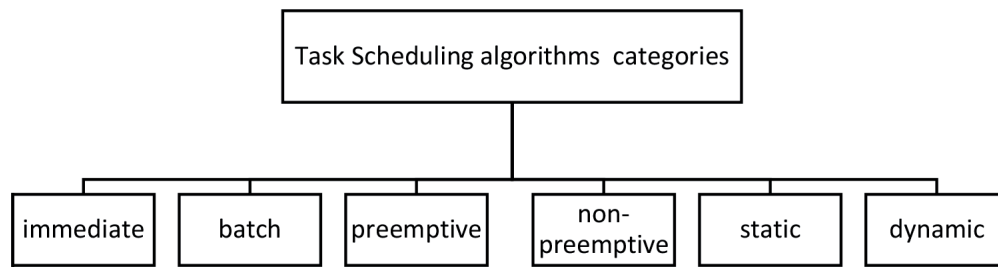 Task Scheduling algorithms categories
immediate
batch
preemptive
non-
preemptive
static
dynamic